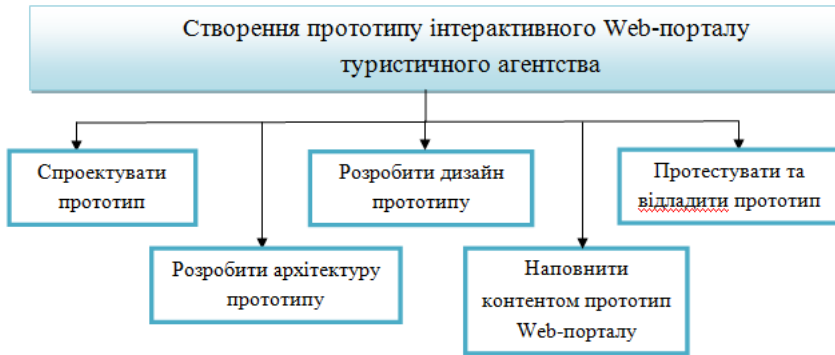 Створення прототипу інтерактивного Web-порталу
туристичного агентства
Спроектувати
прототип
Розробити дизайн
прототипу
Протестувати та
відладити прототип
Розробити архітектуру
прототипу
Наповнити
контентом прототип
Web-порталу